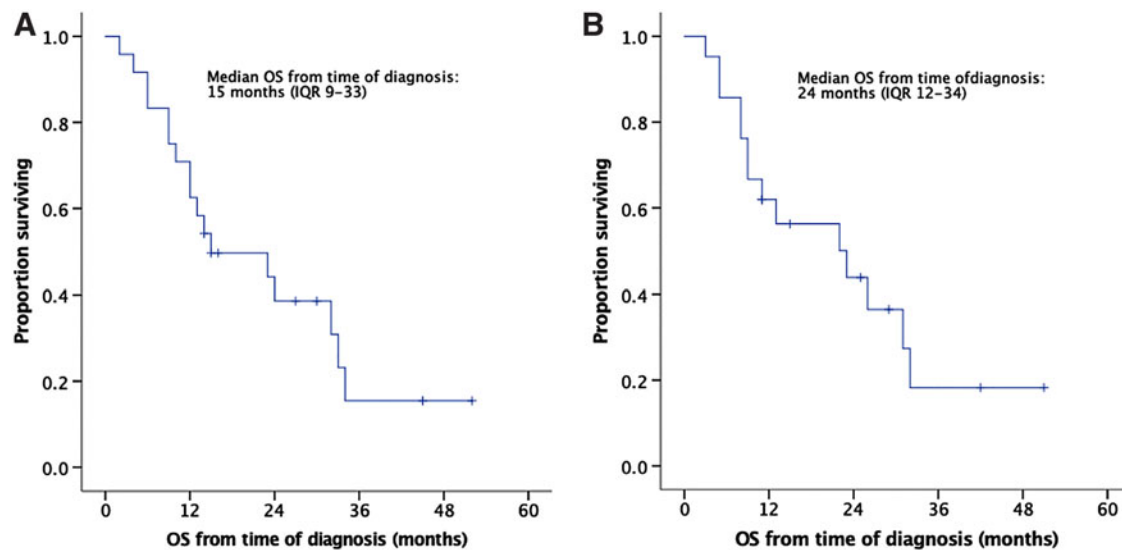 A
1.0
0.8
0.6
0.4
0.2
0.0
Proportion surviving
Median OS from time of diagnosis:
15 months (IQR 9–33)
0 12 24 36 48 60
OS from time of diagnosis (months)
B
1.0
0.8
0.6
0.4
0.2
0.0
Proportion surviving
Median OS from time ofdiagnosis:
24 months (IQR 12–34)
0 12 24 36 48 60
OS from time of diagnosis (months)